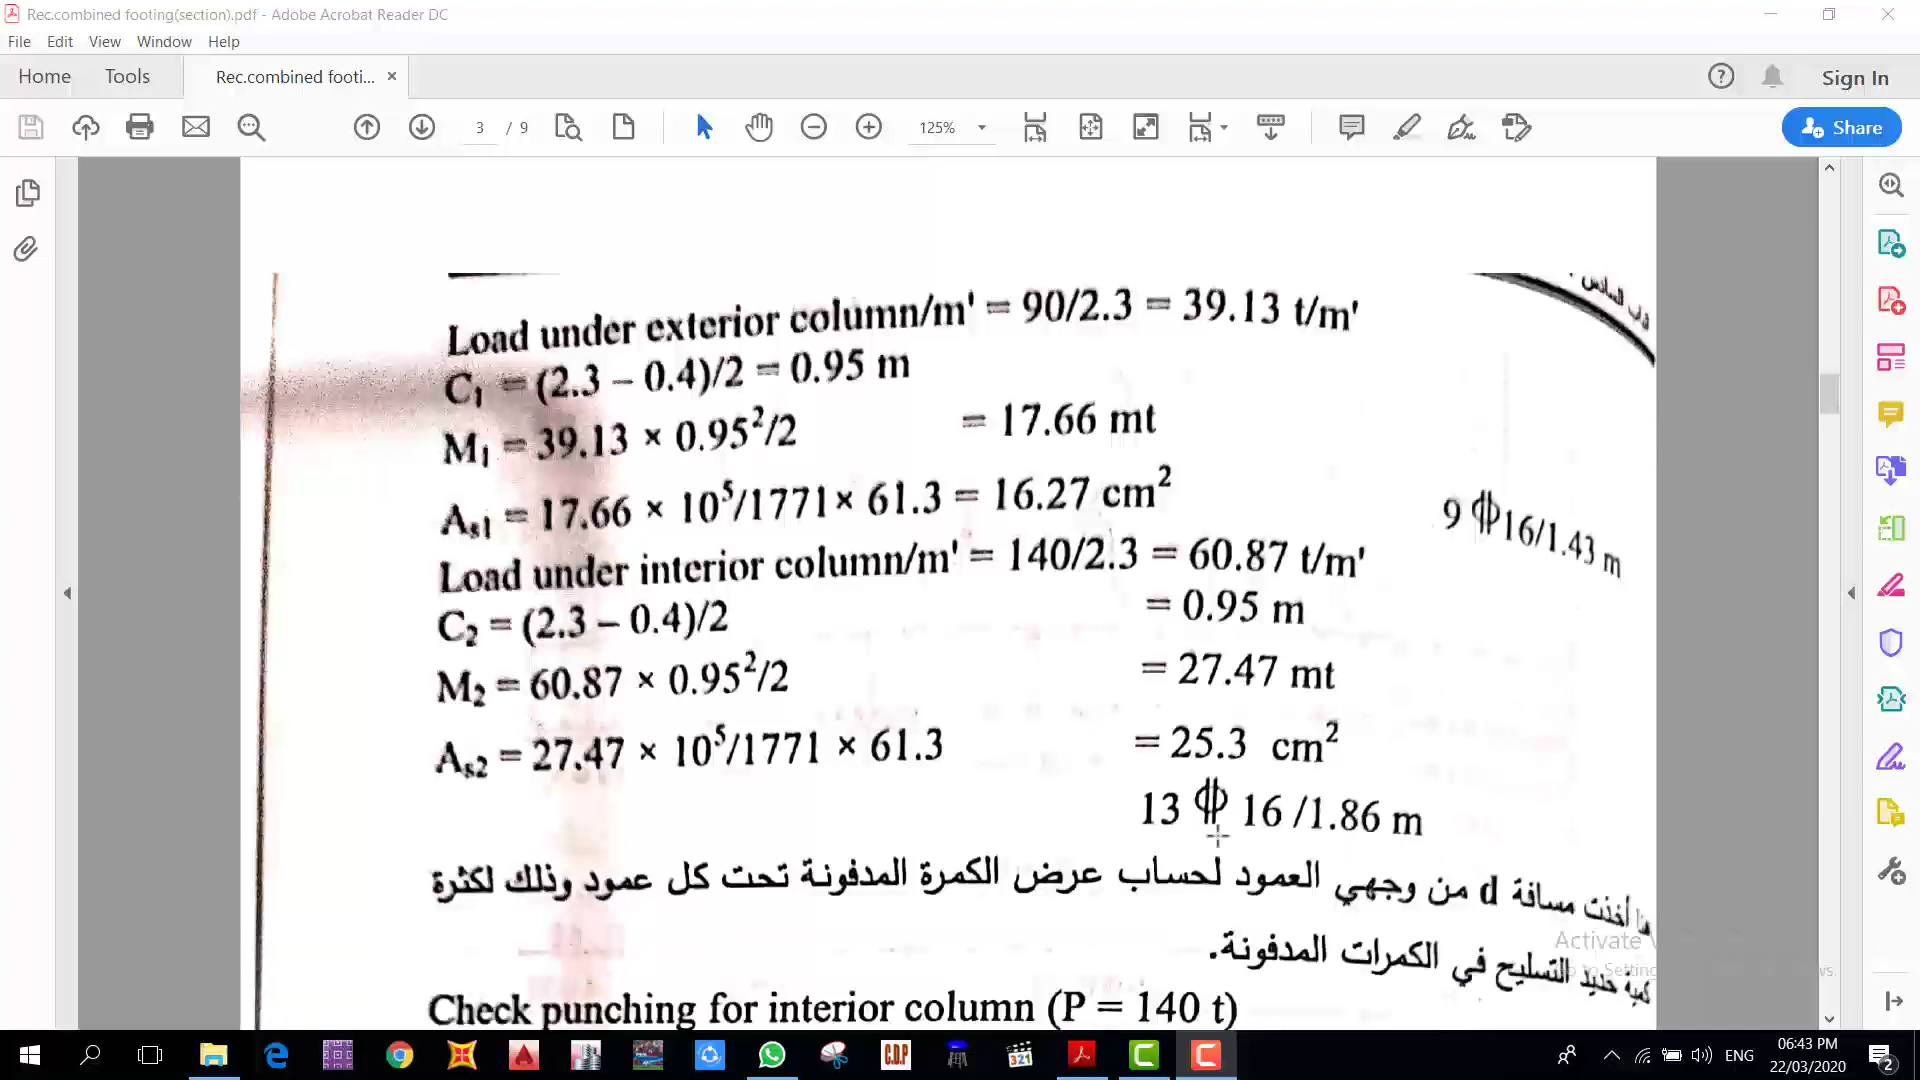 Rec.combined footing(section).pdf - Adobe Acrobat Reader DC
File Edit View Window Help
Home Tools Rec.combined footi... × Sign In
3 / 9 125% Share
Load under exterior column/m' = 90/2.3 = 39.13 t/m'
C1 = (2.3 – 0.4)/2 = 0.95 m
M1 = 39.13 × 0.95²/2 = 17.66 mt
As1 = 17.66 × 10⁵/1771× 61.3 = 16.27 cm²
9 ф 16/1.43 m
Load under interior column/m' = 140/2.3 = 60.87 t/m'
C2 = (2.3 – 0.4)/2 = 0.95 m
M2 = 60.87 × 0.95²/2 = 27.47 mt
As2 = 27.47 × 10⁵/1771 × 61.3 = 25.3 cm²
13 ф 16 /1.86 m
أخذت مسافة d من وجهي العمود لحساب عرض الكمرة المدفونة تحت كل عمود وذلك لكثرة
كمية حديد التسليح في الكمرات المدفونة.
Activate
Check punching for interior column (P = 140 t)
C.D.P
321
ENG
06:43 PM
22/03/2020
2